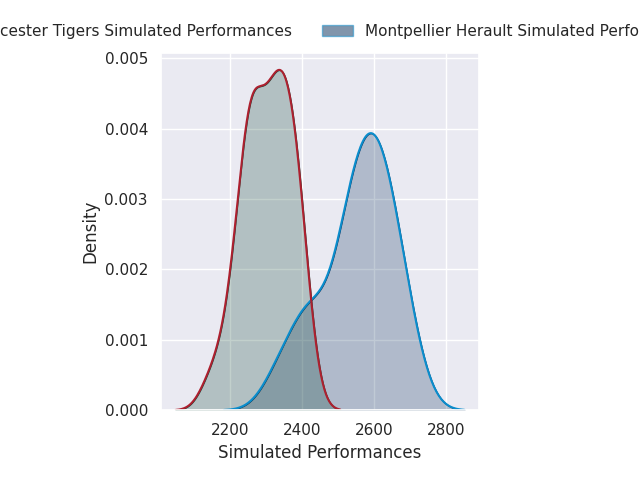 cester Tigers Simulated Performances
Montpellier Herault Simulated Perfo
0.005
0.004
0.003
0.002
0.001
0.000
Density
2200 2400 2600 2800
Simulated Performances